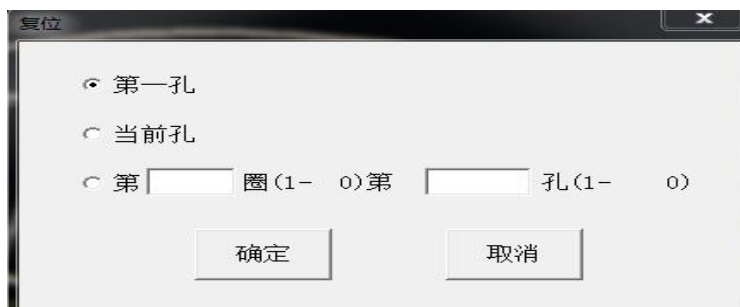 复位
第一孔
当前孔
第 圈(1- 0)第 孔(1- 0)
确定 取消